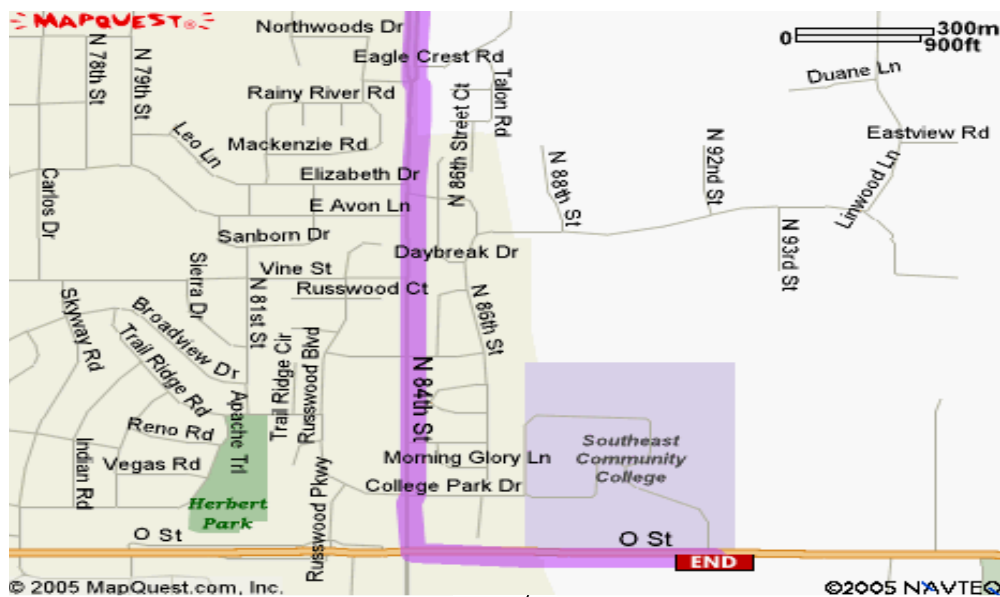 MAPQUEST®
Northwoods Dr
300m
0
900ft
N 78th St
N 79th St
Eagle Crest Rd
Duane Ln
Rainy River Rd
Talon Rd
N 86th Street Ct
Leo Ln
Mackenzie Rd
Eastview Rd
N 92nd St
Elizabeth Dr
N 88th St
Linwood Ln
Carlos Dr
E Avon Ln
Sanborn Dr
Daybreak Dr
N 93rd St
Sierra Dr
Vine St
N 81st St
Russwood Ct
Skyway Rd
Broadview Dr
N 86th St
Trail Ridge Rd
Trail Ridge Cir
Russwood Blvd
N 84th St
Apache Trl
Reno Rd
Indian Rd
Vegas Rd
Morning Glory Ln
Southeast
Community
College
College Park Dr
Herbert
Park
Russwood Pkwy
O St
O St
END
© 2005 MapQuest.com, Inc.
©2005 NAVTEQ